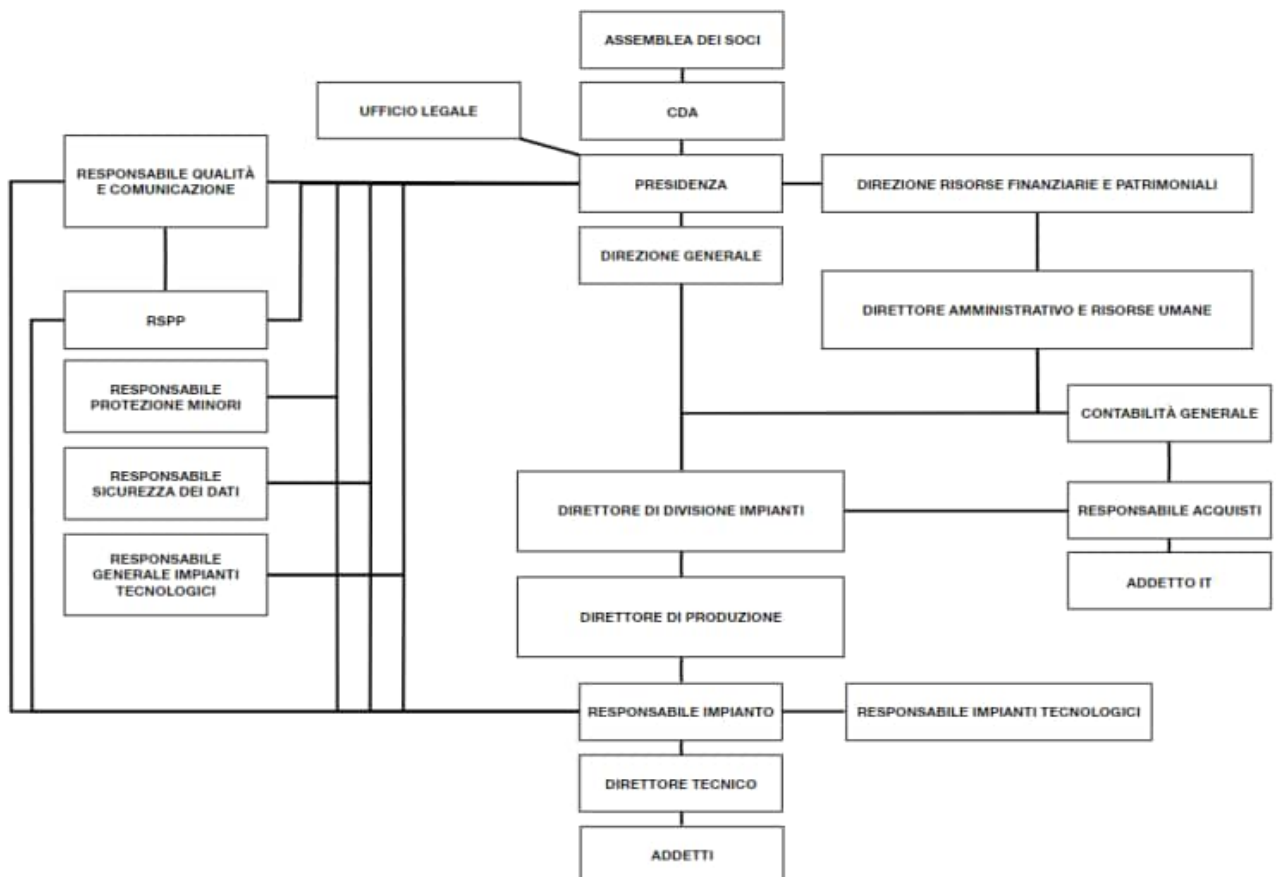 ASSEMBLEA DEI SOCI
UFFICIO LEGALE
CDA
RESPONSABILE QUALITÀ
E COMUNICAZIONE
PRESIDENZA
DIREZIONE RISORSE FINANZIARIE E PATRIMONIALI
DIREZIONE GENERALE
RSPP
DIRETTORE AMMINISTRATIVO E RISORSE UMANE
RESPONSABILE
PROTEZIONE MINORI
CONTABILITÀ GENERALE
RESPONSABILE
SICUREZZA DEI DATI
DIRETTORE DI DIVISIONE IMPIANTI
RESPONSABILE ACQUISTI
RESPONSABILE
GENERALE IMPIANTI
TECNOLOGICI
ADDETTO IT
DIRETTORE DI PRODUZIONE
RESPONSABILE IMPIANTO
RESPONSABILE IMPIANTI TECNOLOGICI
DIRETTORE TECNICO
ADDETTI